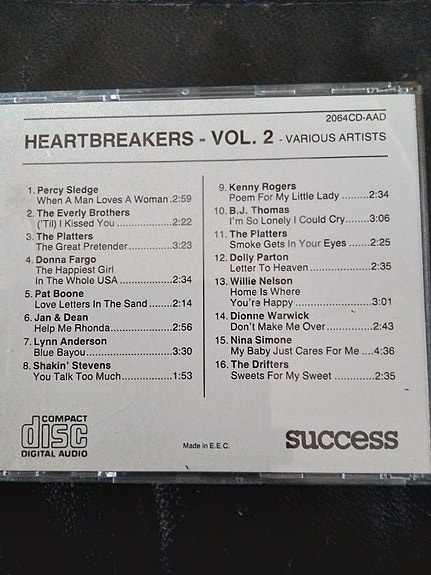 2064CD-AAD
HEARTBREAKERS - VOL. 2 - VARIOUS ARTISTS
1. Percy Sledge
When A Man Loves A Woman .2:59
2. The Everly Brothers
('Til) I Kissed You ..............2:22
3. The Platters
The Great Pretender ...........3:23
4. Donna Fargo
The Happiest Girl
In The Whole USA ..............2:34
5. Pat Boone
Love Letters In The Sand .......2:14
6. Jan & Dean
Help Me Rhonda................2:56
7. Lynn Anderson
Blue Bayou......................3:30
8. Shakin' Stevens
You Talk Too Much.............1:53
9. Kenny Rogers
Poem For My Little Lady ........2:34
10. B.J. Thomas
I'm So Lonely I Could Cry......3:06
11. The Platters
Smoke Gets In Your Eyes ......2:25
12. Dolly Parton
Letter To Heaven ...............2:35
13. Willie Nelson
Home Is Where
You're Happy ...................3:01
14. Dionne Warwick
Don't Make Me Over ...........2:43
15. Nina Simone
My Baby Just Cares For Me ....4:36
16. The Drifters
Sweets For My Sweet ..........2:35
COMPACT
disc
DIGITAL AUDIO
Made in E.E.C.
success